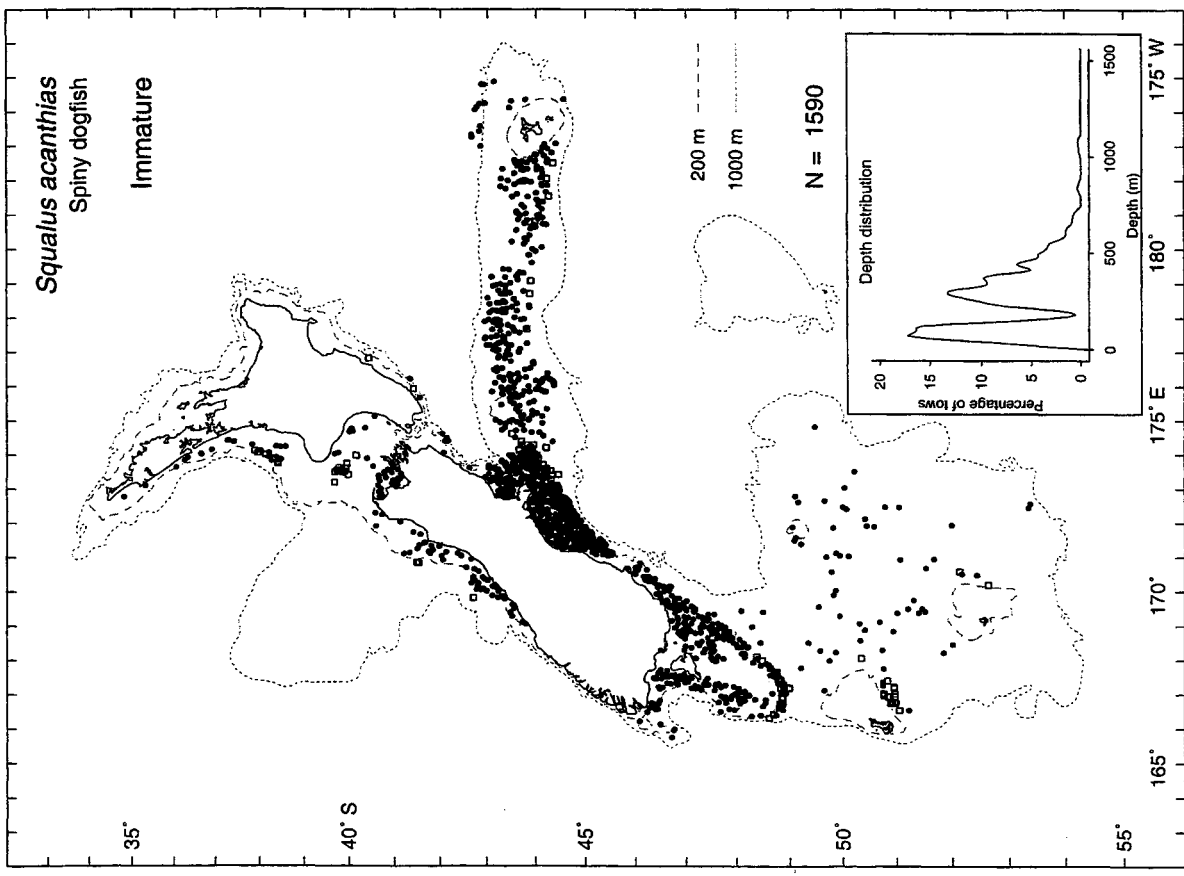 Squalus acanthias
Spiny dogfish
Immature
35°
40° S
45°
50°
55°
165°
170°
175° E
180°
175° W
200 m
1000 m
N = 1590
Depth distribution
Percentage of tows
20
15
10
5
0
0
500
1000
1500
Depth (m)